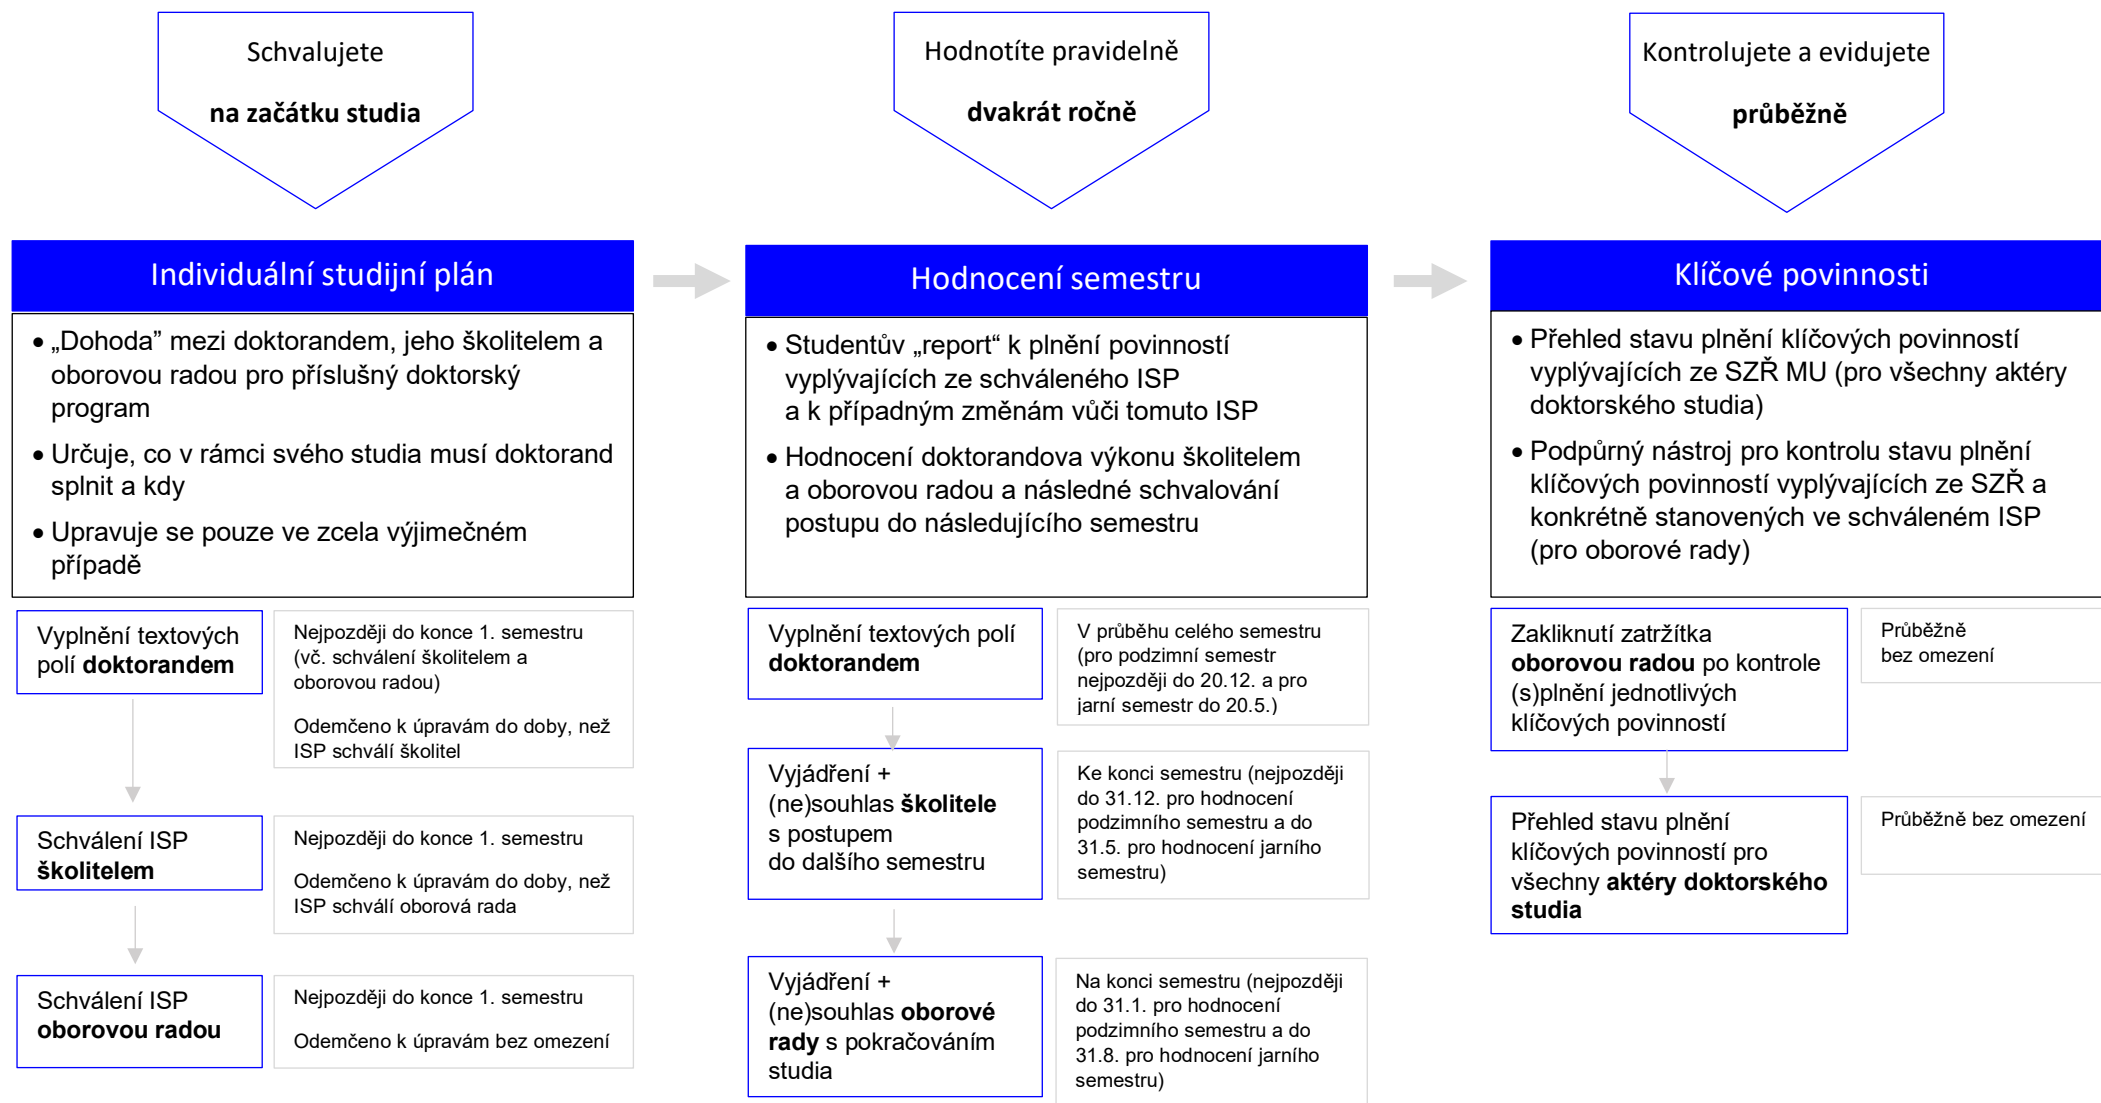 Schvalujete
na začátku studia
Hodnotíte pravidelně
dvakrát ročně
Kontrolujete a evidujete
průběžně
Individuální studijní plán
• „Dohoda” mezi doktorandem, jeho školitelem a
oborovou radou pro příslušný doktorský
program
• Určuje, co v rámci svého studia musí doktorand
splnit a kdy
• Upravuje se pouze ve zcela výjimečném
případě
Vyplnění textových
polí doktorandem
Nejpozději do konce 1. semestru
(vč. schválení školitelem a
oborovou radou)
Odemčeno k úpravám do doby, než
ISP schválí školitel
Schválení ISP
školitelem
Nejpozději do konce 1. semestru
Odemčeno k úpravám do doby, než
ISP schválí oborová rada
Schválení ISP
oborovou radou
Nejpozději do konce 1. semestru
Odemčeno k úpravám bez omezení
Hodnocení semestru
• Studentův „report“ k plnění povinností
vyplývajících ze schváleného ISP
a k případným změnám vůči tomuto ISP
• Hodnocení doktorandova výkonu školitelem
a oborovou radou a následné schvalování
postupu do následujícího semestru
Vyplnění textových polí
doktorandem
V průběhu celého semestru
(pro podzimní semestr
nejpozději do 20.12. a pro
jarní semestr do 20.5.)
Vyjádření +
(ne)souhlas školitele
s postupem
do dalšího semestru
Ke konci semestru (nejpozději
do 31.12. pro hodnocení
podzimního semestru a do
31.5. pro hodnocení jarního
semestru)
Vyjádření +
(ne)souhlas oborové
rady s pokračováním
studia
Na konci semestru (nejpozději
do 31.1. pro hodnocení
podzimního semestru a do
31.8. pro hodnocení jarního
semestru)
Klíčové povinnosti
• Přehled stavu plnění klíčových povinností
vyplývajících ze SZŘ MU (pro všechny aktéry
doktorského studia)
• Podpůrný nástroj pro kontrolu stavu plnění
klíčových povinností vyplývajících ze SZŘ a
konkrétně stanovených ve schváleném ISP
(pro oborové rady)
Zakliknutí zatržítka
oborovou radou po kontrole
(s)plnění jednotlivých
klíčových povinností
Průběžně
bez omezení
Přehled stavu plnění
klíčových povinností pro
všechny aktéry doktorského
studia
Průběžně bez omezení